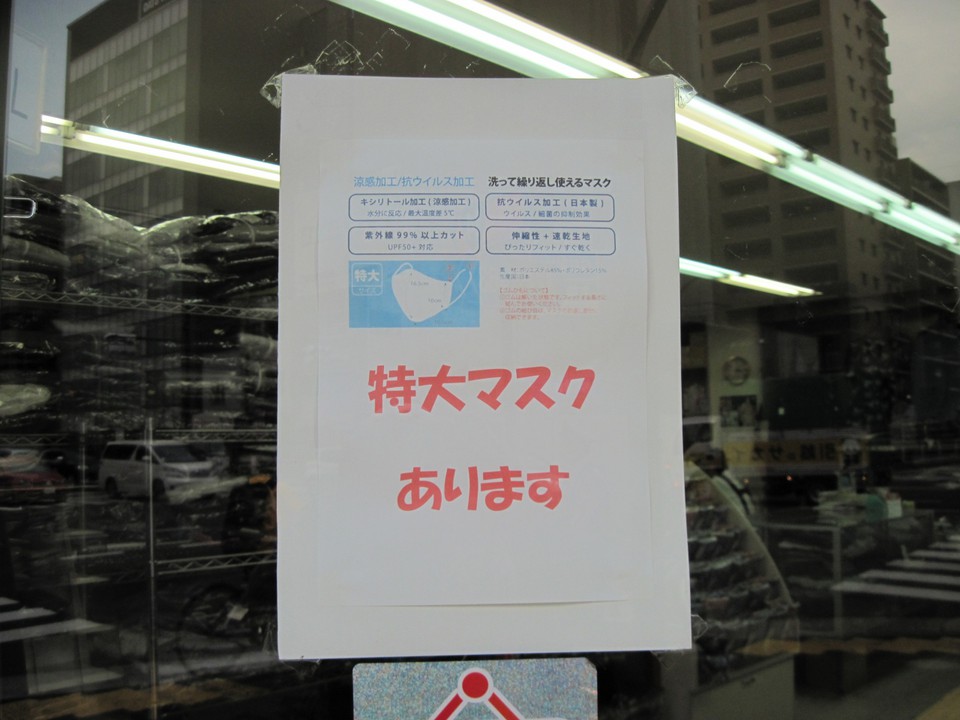 涼感加工/抗ウイルス加工 洗って繰り返し使えるマスク
キシリトール加工(涼感加工)
水分に反応/最大温度差5℃
抗ウイルス加工(日本製)
ウイルス/細菌の抑制効果
紫外線99%以上カット
UPF50+対応
伸縮性+速乾生地
ぴったりフィット/すぐ乾く
特大
サイズ
特大マスク
あります